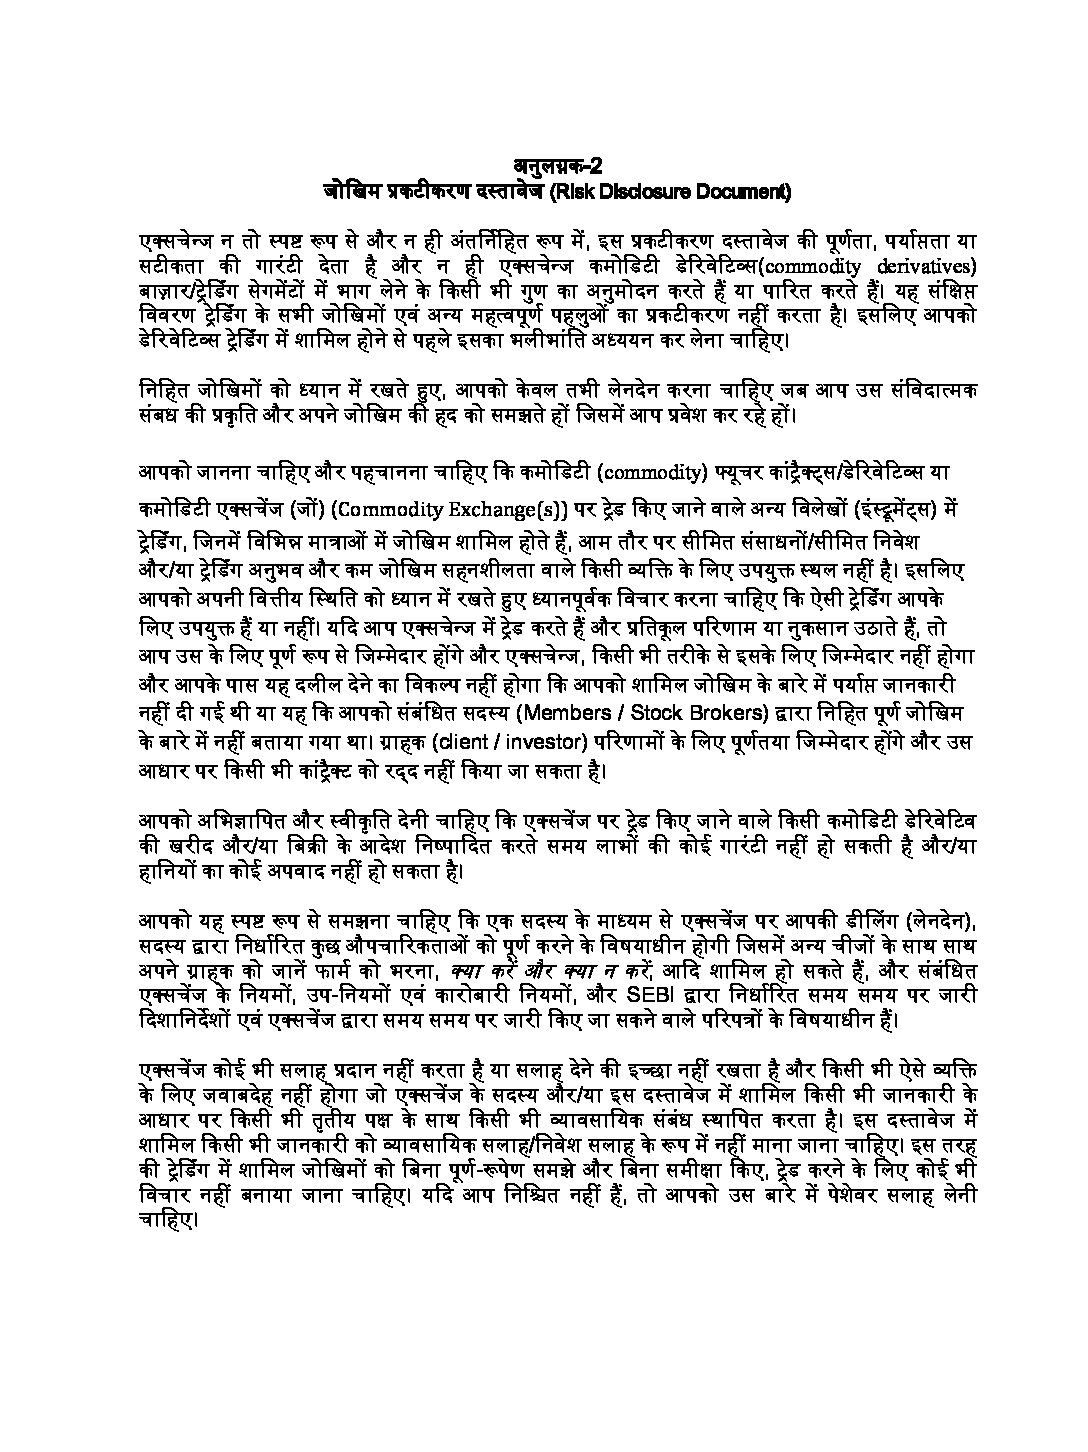 अनुलग्नक-2
जोखिम प्रकटीकरण दस्तावेज (Risk Disclosure Document)
एक्सचेन्ज न तो स्पष्ट रूप से और न ही अंतर्निहित रूप में, इस प्रकटीकरण दस्तावेज की पूर्णता, पर्याप्तता या
सटीकता की गारंटी देता है और न ही एक्सचेन्ज कमोडिटी डेरिवेटिव्स(commodity derivatives)
बाज़ार/ट्रेडिंग सेगमेंटों में भाग लेने के किसी भी गुण का अनुमोदन करते हैं या पारित करते हैं। यह संक्षिप्त
विवरण ट्रेडिंग के सभी जोखिमों एवं अन्य महत्वपूर्ण पहलुओं का प्रकटीकरण नहीं करता है। इसलिए आपको
डेरिवेटिव्स ट्रेडिंग में शामिल होने से पहले इसका भलीभांति अध्ययन कर लेना चाहिए।
निहित जोखिमों को ध्यान में रखते हुए, आपको केवल तभी लेनदेन करना चाहिए जब आप उस संविदात्मक
संबध की प्रकृति और अपने जोखिम की हद को समझते हों जिसमें आप प्रवेश कर रहे हों।
आपको जानना चाहिए और पहचानना चाहिए कि कमोडिटी (commodity) फ्यूचर कांट्रैक्ट्स/डेरिवेटिव्स या
कमोडिटी एक्सचेंज (जों) (Commodity Exchange(s)) पर ट्रेड किए जाने वाले अन्य विलेखों (इंस्ट्रूमेंट्स) में
ट्रेडिंग, जिनमें विभिन्न मात्राओं में जोखिम शामिल होते हैं, आम तौर पर सीमित संसाधनों/सीमित निवेश
और/या ट्रेडिंग अनुभव और कम जोखिम सहनशीलता वाले किसी व्यक्ति के लिए उपयुक्त स्थल नहीं है। इसलिए
आपको अपनी वित्तीय स्थिति को ध्यान में रखते हुए ध्यानपूर्वक विचार करना चाहिए कि ऐसी ट्रेडिंग आपके
लिए उपयुक्त हैं या नहीं। यदि आप एक्सचेन्ज में ट्रेड करते हैं और प्रतिकूल परिणाम या नुकसान उठाते हैं, तो
आप उस के लिए पूर्ण रूप से जिम्मेदार होंगे और एक्सचेन्ज, किसी भी तरीके से इसके लिए जिम्मेदार नहीं होगा
और आपके पास यह दलील देने का विकल्प नहीं होगा कि आपको शामिल जोखिम के बारे में पर्याप्त जानकारी
नहीं दी गई थी या यह कि आपको संबंधित सदस्य (Members / Stock Brokers) द्वारा निहित पूर्ण जोखिम
के बारे में नहीं बताया गया था। ग्राहक (client / investor) परिणामों के लिए पूर्णतया जिम्मेदार होंगे और उस
आधार पर किसी भी कांट्रैक्ट को रद्द नहीं किया जा सकता है।
आपको अभिज्ञापित और स्वीकृति देनी चाहिए कि एक्सचेंज पर ट्रेड किए जाने वाले किसी कमोडिटी डेरिवेटिव
की खरीद और/या बिक्री के आदेश निष्पादित करते समय लाभों की कोई गारंटी नहीं हो सकती है और/या
हानियों का कोई अपवाद नहीं हो सकता है।
आपको यह स्पष्ट रूप से समझना चाहिए कि एक सदस्य के माध्यम से एक्सचेंज पर आपकी डीलिंग (लेनदेन),
सदस्य द्वारा निर्धारित कुछ औपचारिकताओं को पूर्ण करने के विषयाधीन होगी जिसमें अन्य चीजों के साथ साथ
अपने ग्राहक को जानें फार्म को भरना, क्या करें और क्या न करें, आदि शामिल हो सकते हैं, और संबंधित
एक्सचेंज के नियमों, उप-नियमों एवं कारोबारी नियमों, और SEBI द्वारा निर्धारित समय समय पर जारी
दिशानिर्देशों एवं एक्सचेंज द्वारा समय समय पर जारी किए जा सकने वाले परिपत्रों के विषयाधीन हैं।
एक्सचेंज कोई भी सलाह प्रदान नहीं करता है या सलाह देने की इच्छा नहीं रखता है और किसी भी ऐसे व्यक्ति
के लिए जवाबदेह नहीं होगा जो एक्सचेंज के सदस्य और/या इस दस्तावेज में शामिल किसी भी जानकारी के
आधार पर किसी भी तृतीय पक्ष के साथ किसी भी व्यावसायिक संबंध स्थापित करता है। इस दस्तावेज में
शामिल किसी भी जानकारी को व्यावसायिक सलाह/निवेश सलाह के रूप में नहीं माना जाना चाहिए। इस तरह
की ट्रेडिंग में शामिल जोखिमों को बिना पूर्ण-रूपेण समझे और बिना समीक्षा किए, ट्रेड करने के लिए कोई भी
विचार नहीं बनाया जाना चाहिए। यदि आप निश्चित नहीं हैं, तो आपको उस बारे में पेशेवर सलाह लेनी
चाहिए।